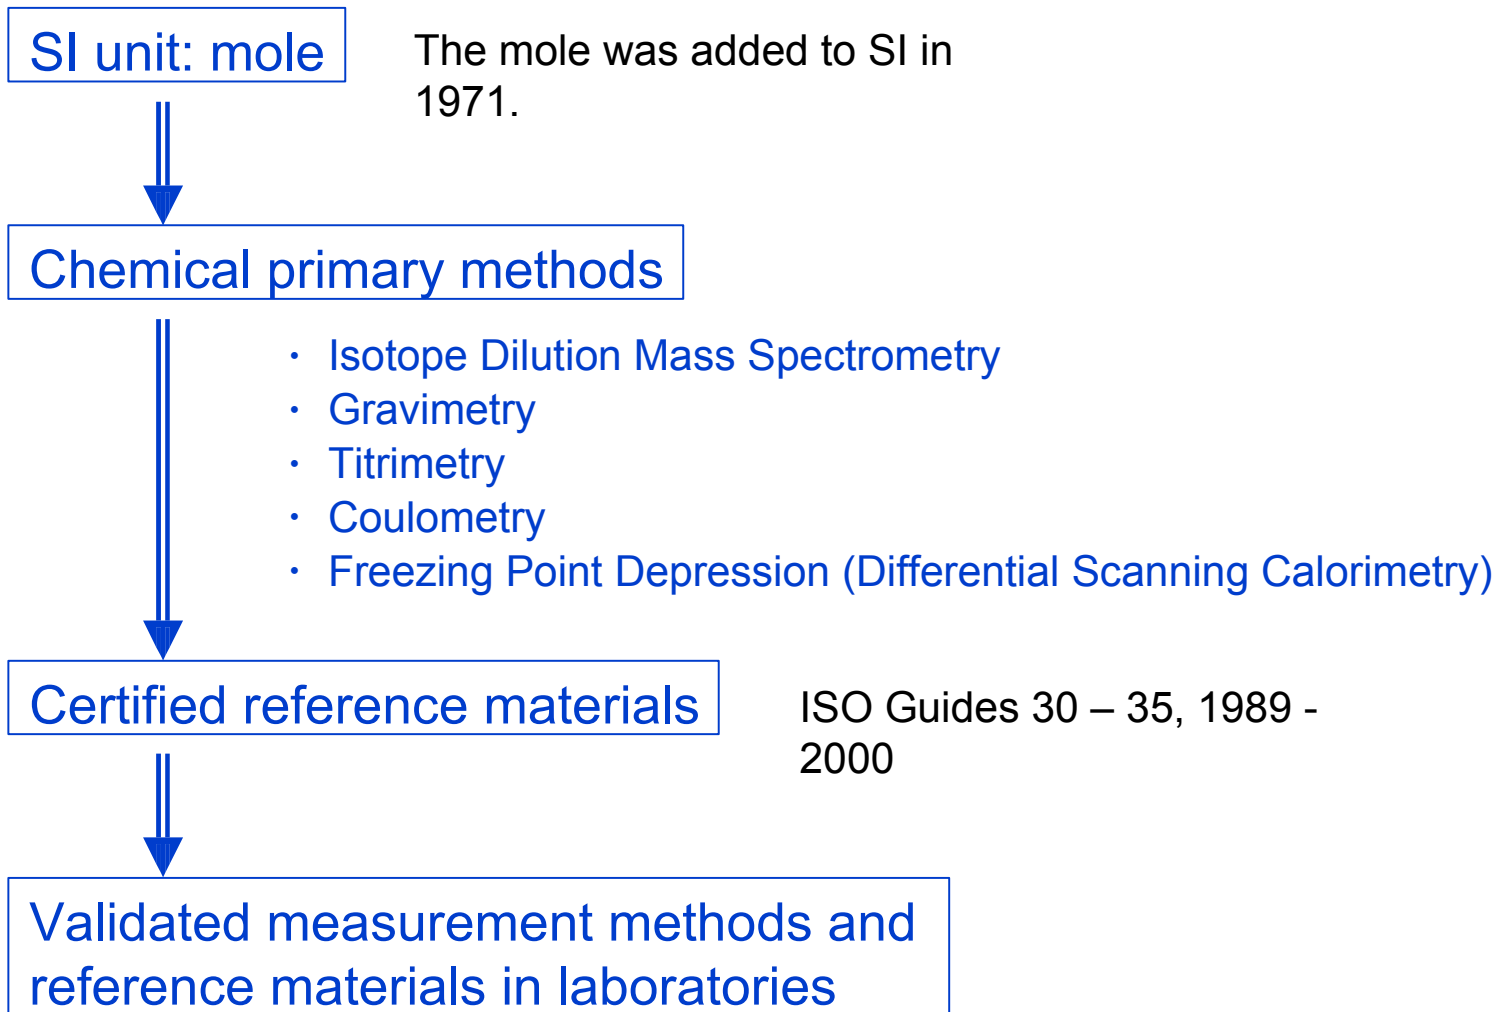 SI unit: mole
The mole was added to SI in
1971.
Chemical primary methods
・ Isotope Dilution Mass Spectrometry
・ Gravimetry
・ Titrimetry
・ Coulometry
・ Freezing Point Depression (Differential Scanning Calorimetry)
Certified reference materials
ISO Guides 30 – 35, 1989 -
2000
Validated measurement methods and
reference materials in laboratories